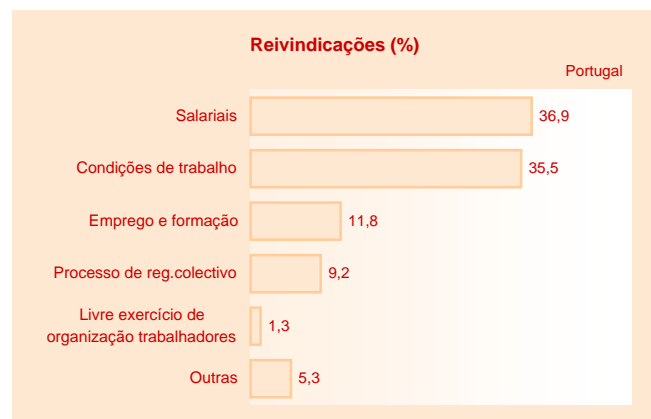 Reivindicações (%)
Portugal
Salariais 36,9
Condições de trabalho 35,5
Emprego e formação 11,8
Processo de reg.colectivo 9,2
Livre exercício de
organização trabalhadores 1,3
Outras 5,3